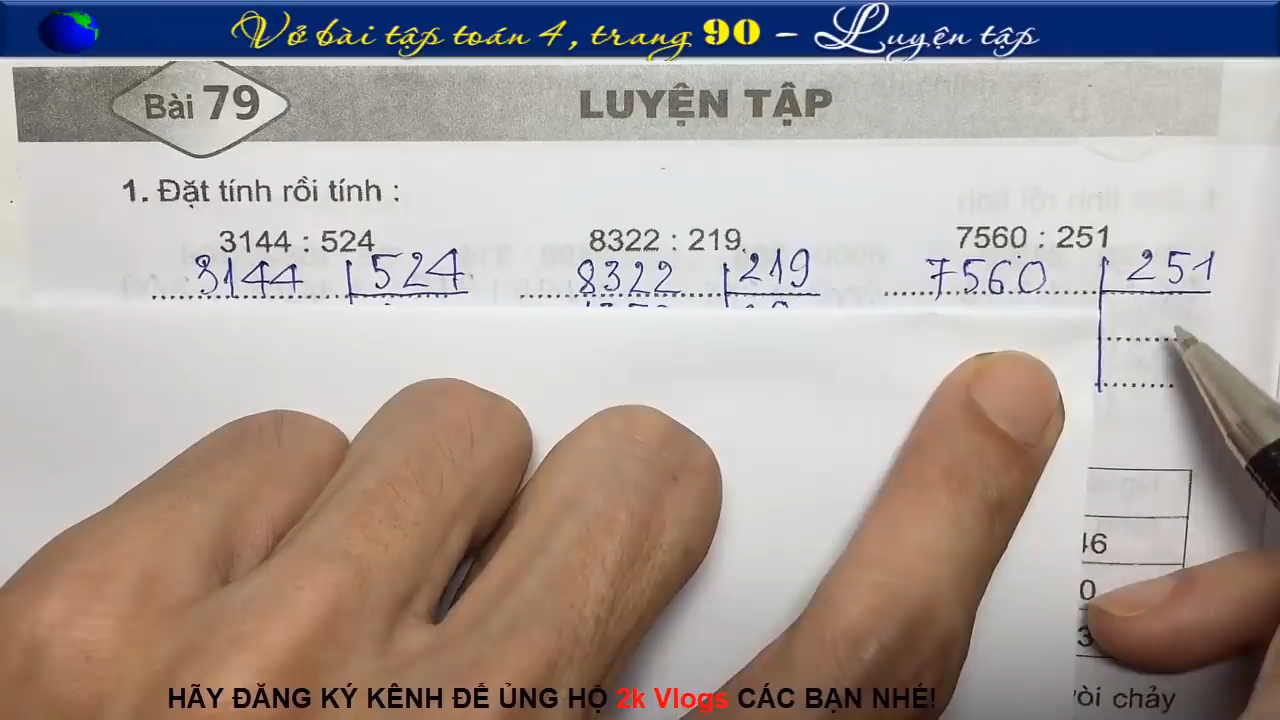 Vở bài tập toán 4, trang 90 – Luyện tập
Bài 79
LUYỆN TẬP
1. Đặt tính rồi tính :
3144 : 524
8322 : 219
7560 : 251
3144 524
8322 219
7560 251
46
0
3
vòi chảy
HÃY ĐĂNG KÝ KÊNH ĐỂ ỦNG HỘ 2k Vlogs CÁC BẠN NHÉ!